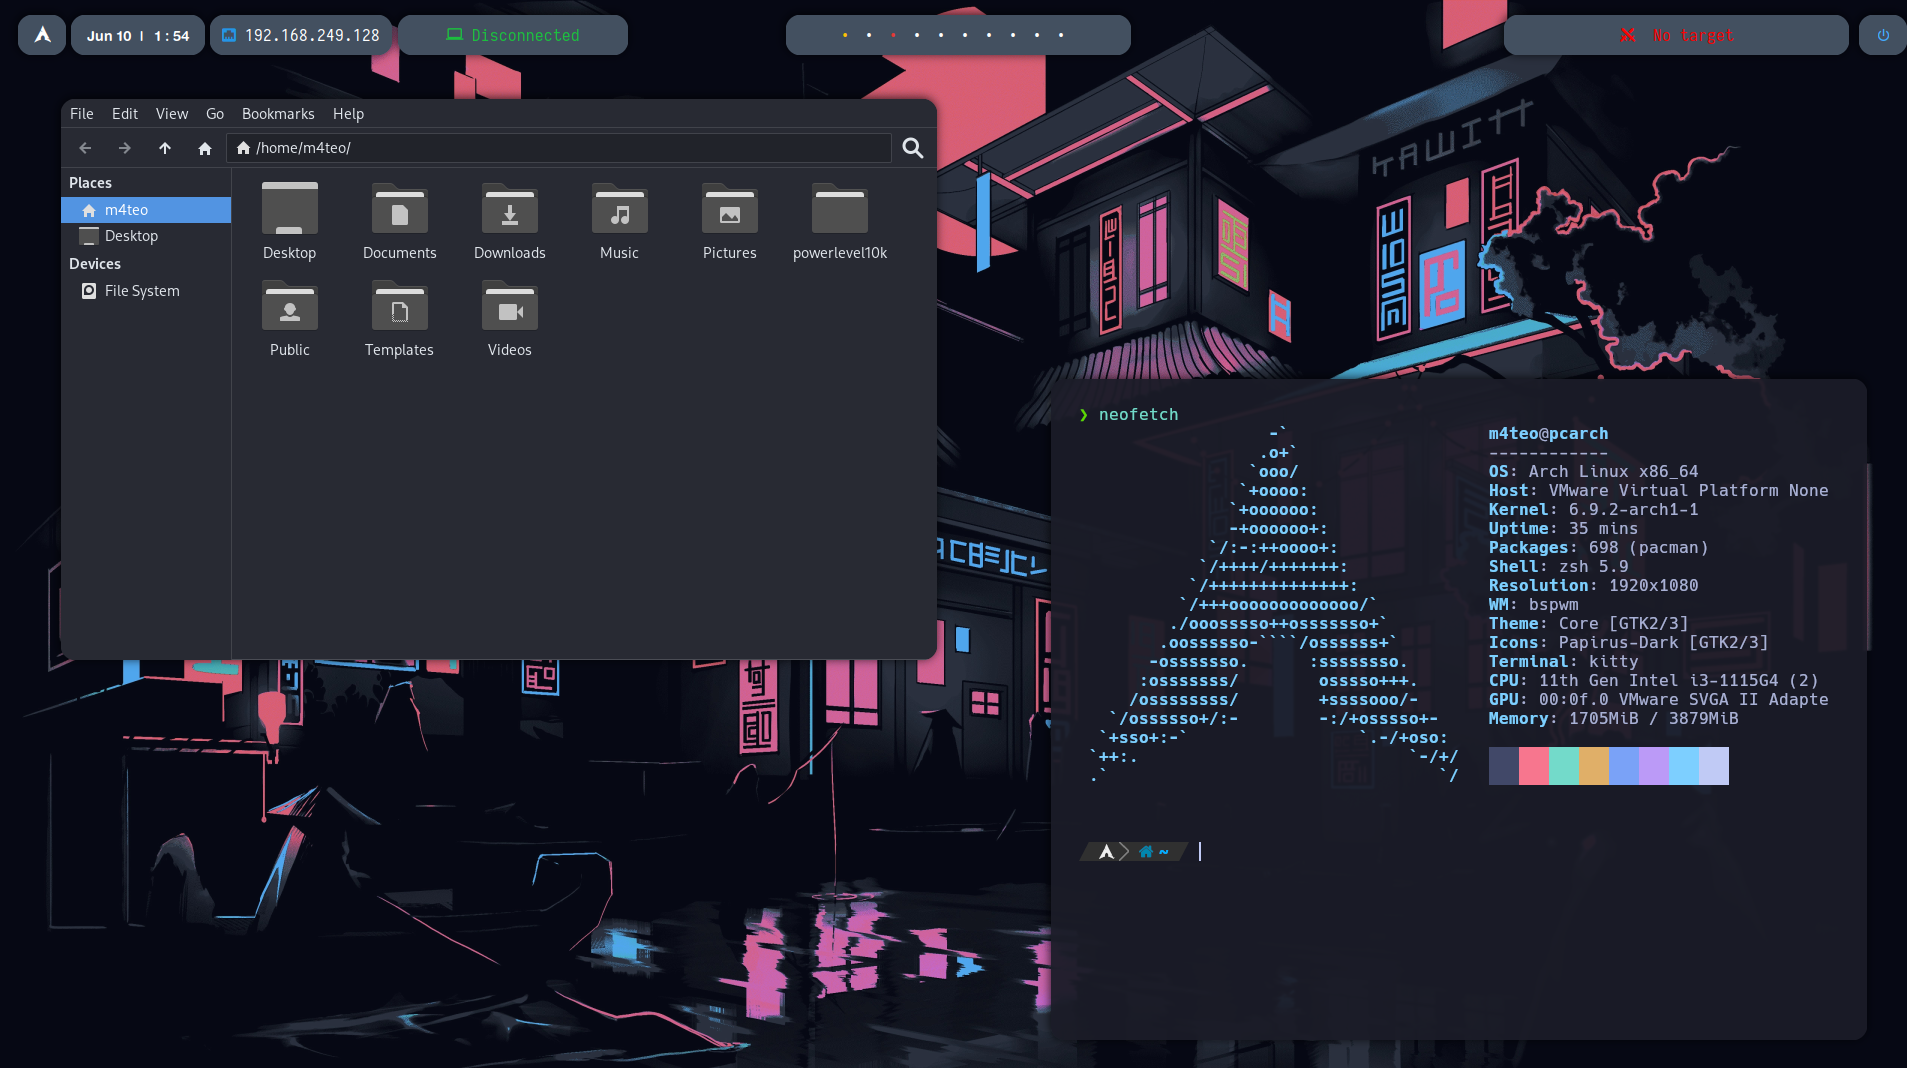 Jun 10 | 1:54
192.168.249.128
Disconnected
No target
File Edit View Go Bookmarks Help
/home/m4teo/
Places
m4teo
Desktop
Devices
File System
Desktop Documents Downloads Music Pictures powerlevel10k
Public Templates Videos
KAWITT
❯ neofetch
m4teo@pcarch
------------
OS: Arch Linux x86_64
Host: VMware Virtual Platform None
Kernel: 6.9.2-arch1-1
Uptime: 35 mins
Packages: 698 (pacman)
Shell: zsh 5.9
Resolution: 1920x1080
WM: bspwm
Theme: Core [GTK2/3]
Icons: Papirus-Dark [GTK2/3]
Terminal: kitty
CPU: 11th Gen Intel i3-1115G4 (2)
GPU: 00:0f.0 VMware SVGA II Adapte
Memory: 1705MiB / 3879MiB
~